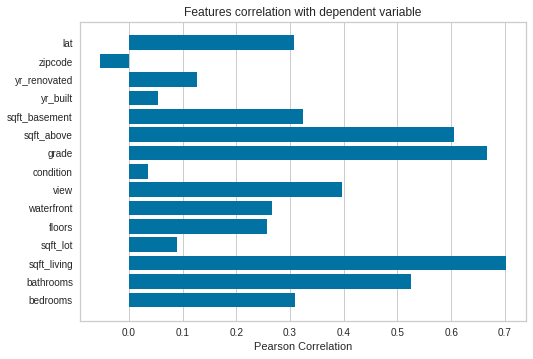 Features correlation with dependent variable
lat
zipcode
yr_renovated
yr_built
sqft_basement
sqft_above
grade
condition
view
waterfront
floors
sqft_lot
sqft_living
bathrooms
bedrooms
0.0 0.1 0.2 0.3 0.4 0.5 0.6 0.7
Pearson Correlation